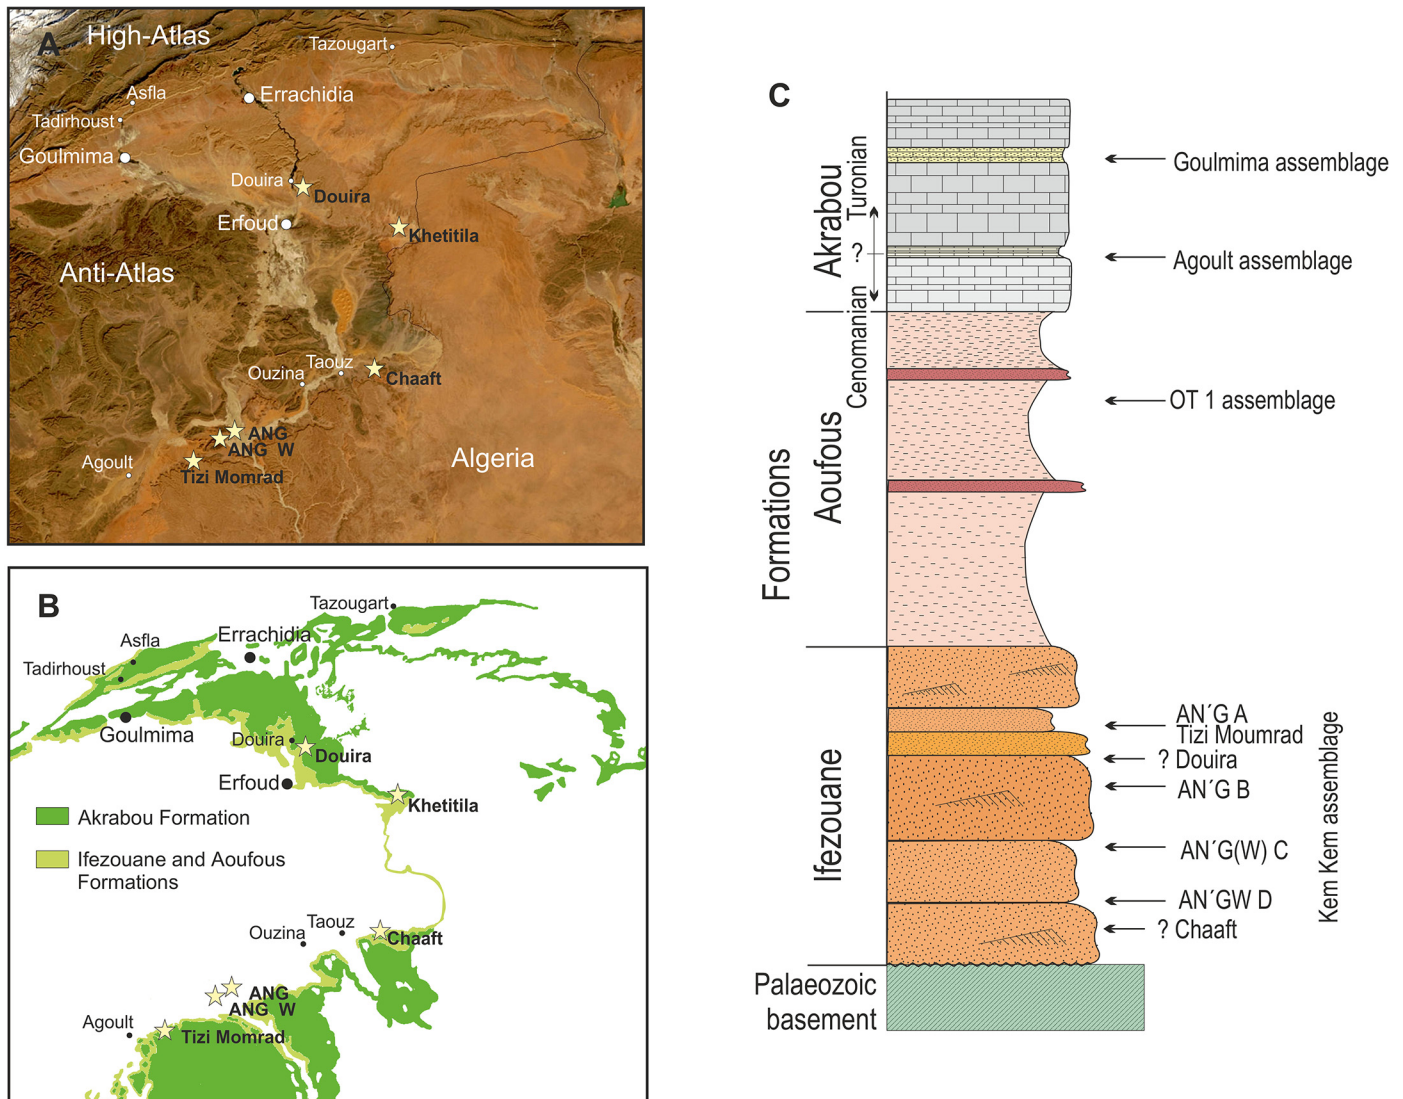 A
High-Atlas
Tazougart
Asfla
Errachidia
Tadirhoust
Goulmima
Douira
Douira
Erfoud
Khetitila
Anti-Atlas
Taouz
Ouzina
Chaaft
ANG
ANG W
Agoult
Algeria
Tizi Momrad
B
Tazougart
Asfla
Errachidia
Tadirhoust
Goulmima
Douira
Douira
Erfoud
Khetitila
Akrabou Formation
Ifezouane and Aoufous
Formations
Ouzina
Taouz
Chaaft
ANG
ANG W
Agoult
Tizi Momrad
C
Formations
Akrabou
Aoufous
Ifezouane
Turonian
?
Cenomanian
Palaeozoic
basement
Goulmima assemblage
Agoult assemblage
OT 1 assemblage
AN´G A
Tizi Moumrad
? Douira
AN´G B
AN´G(W) C
AN´GW D
? Chaaft
Kem Kem assemblage